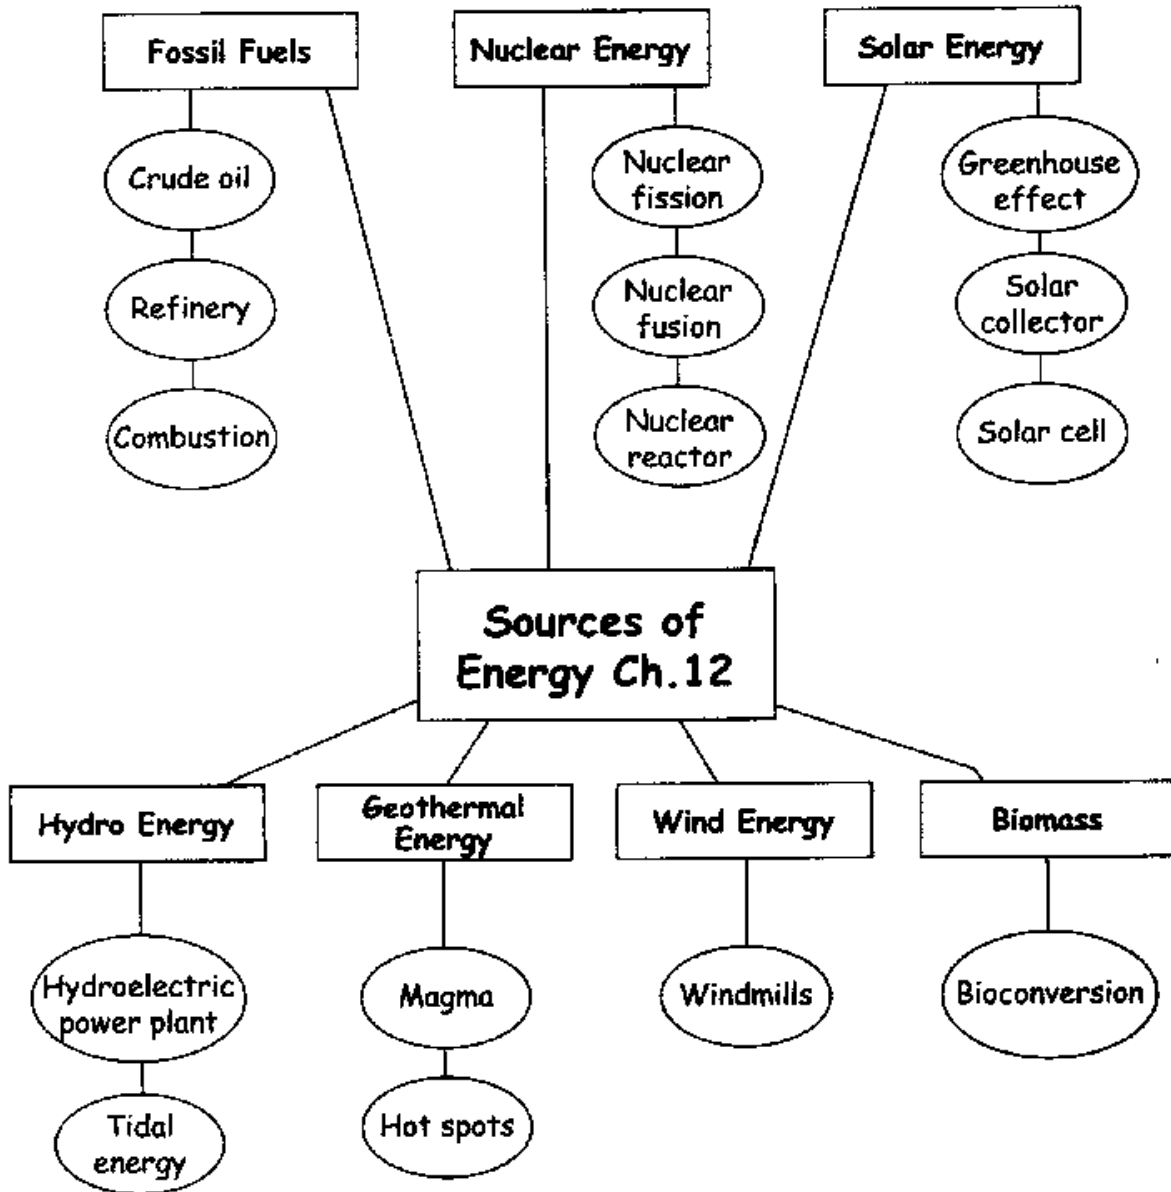 Fossil Fuels
Crude oil
Refinery
Combustion
Nuclear Energy
Nuclear
fission
Nuclear
fusion
Nuclear
reactor
Solar Energy
Greenhouse
effect
Solar
collector
Solar cell
Sources of
Energy Ch.12
Hydro Energy
Hydroelectric
power plant
Tidal
energy
Geothermal
Energy
Magma
Hot spots
Wind Energy
Windmills
Biomass
Bioconversion